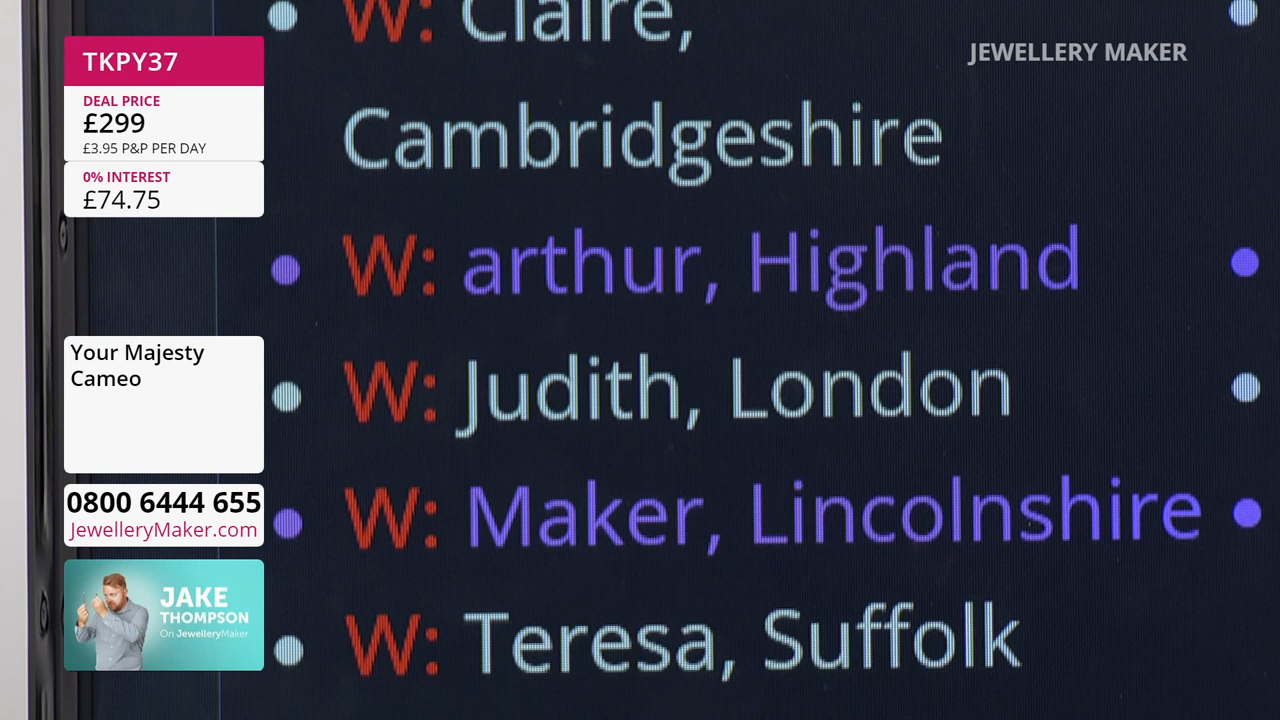 TKPY37
DEAL PRICE
£299
£3.95 P&P PER DAY
0% INTEREST
£74.75
Your Majesty
Cameo
0800 6444 655
JewelleryMaker.com
JAKE
THOMPSON
On JewelleryMaker
JEWELLERY MAKER
W: Claire,
Cambridgeshire
W: arthur, Highland
W: Judith, London
W: Maker, Lincolnshire
W: Teresa, Suffolk